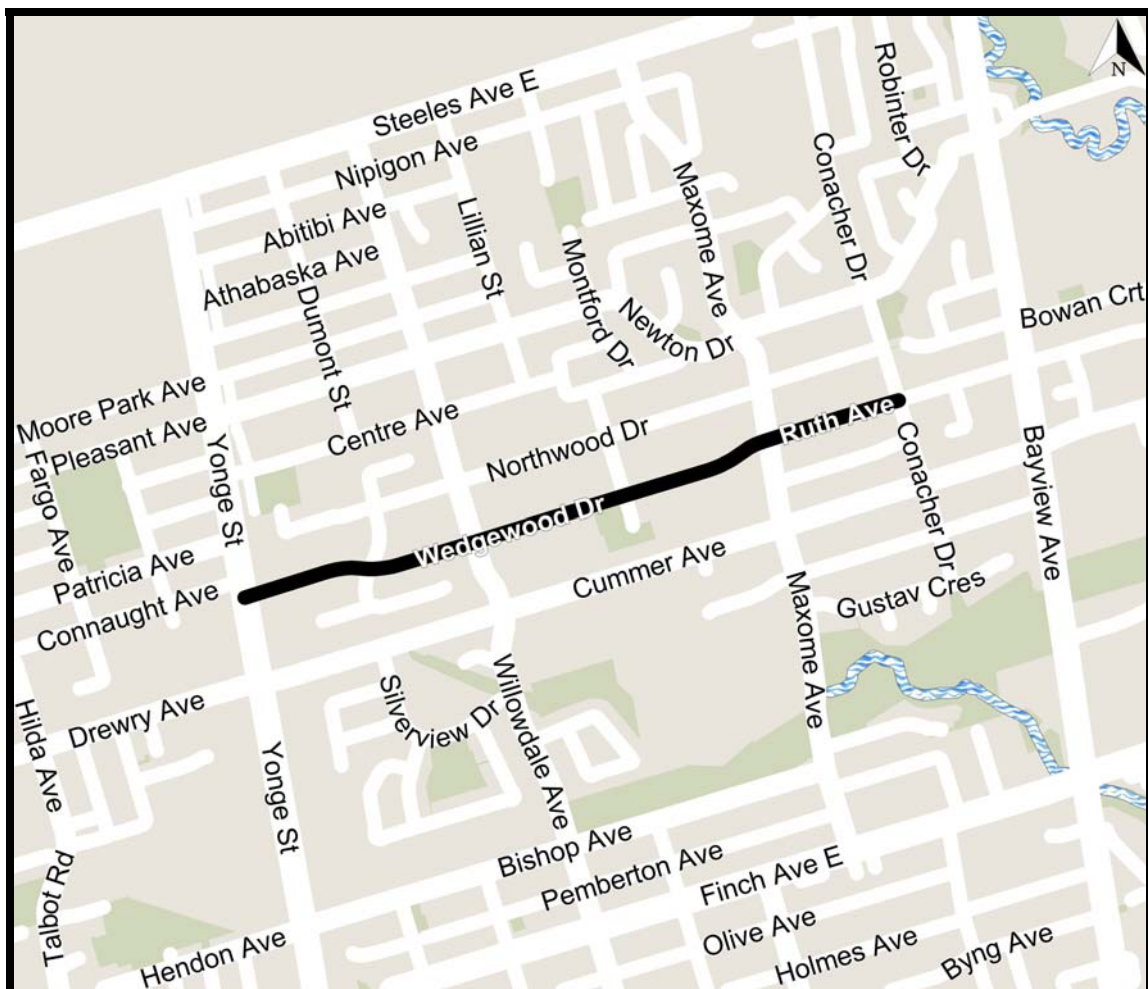 Steeles Ave E
N
Robinter Dr
Nipigon Ave
Conacher Dr
Maxome Ave
Abitibi Ave
Lillian St
Athabaska Ave
Montford Dr
Dumont St
Newton Dr
Bowan Crt
Moore Park Ave
Pleasant Ave
Centre Ave
Ruth Ave
Northwood Dr
Fargo Ave
Yonge St
Conacher Dr
Bayview Ave
Wedgewood Dr
Patricia Ave
Connaught Ave
Cummer Ave
Gustav Cres
Maxome Ave
Drewry Ave
Silverview Dr
Willowdale Ave
Hilda Ave
Yonge St
Bishop Ave
Pemberton Ave
Finch Ave E
Talbot Rd
Olive Ave
Hendon Ave
Holmes Ave
Byng Ave